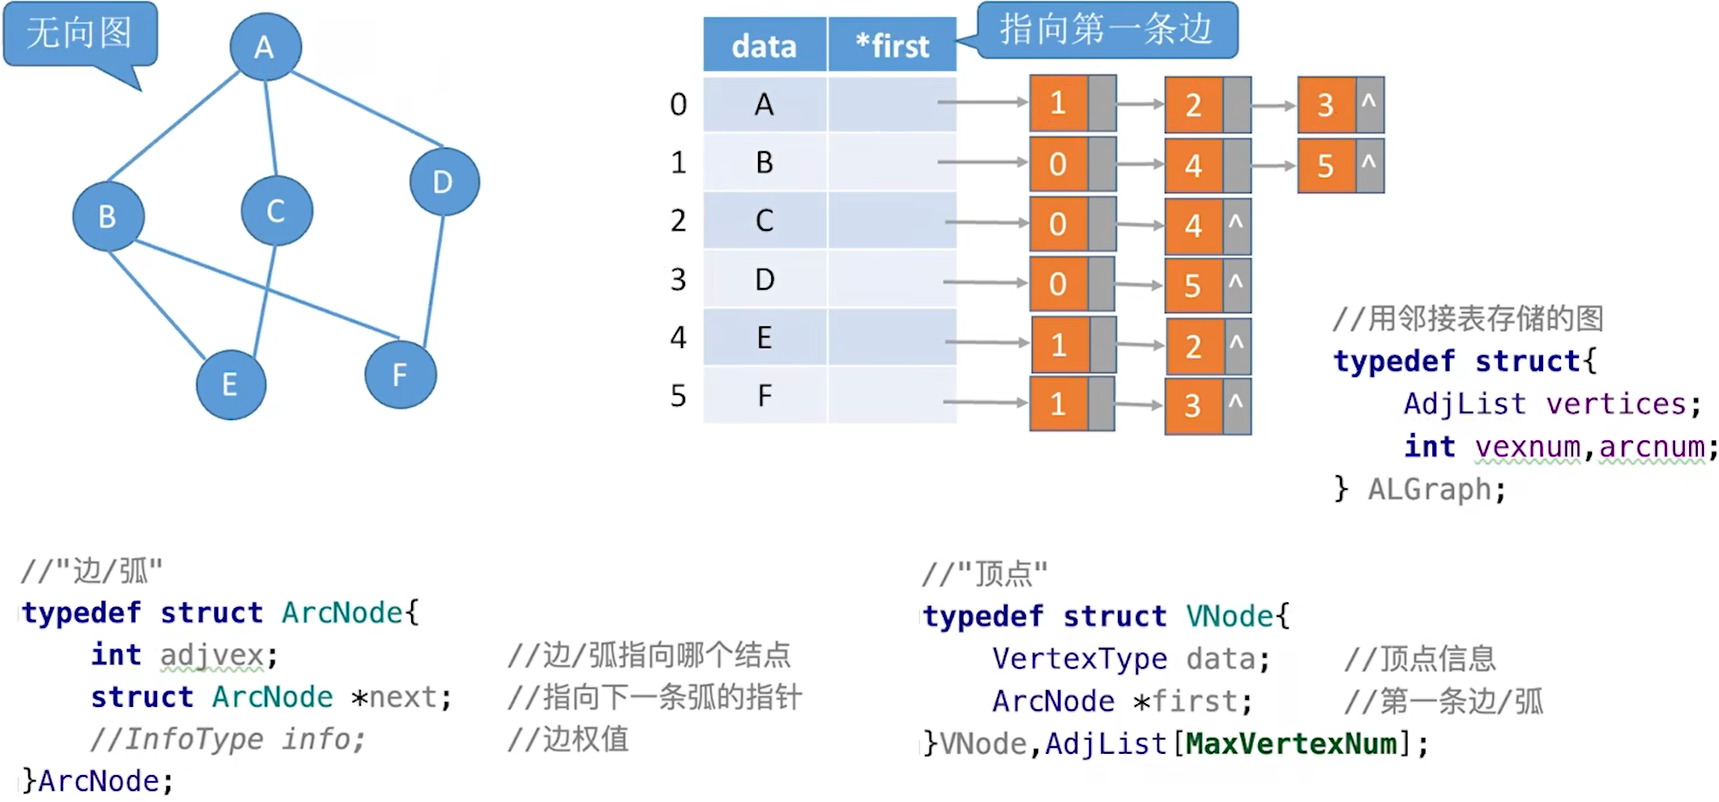 无向图
A
B
C
D
E
F
data *first
指向第一条边
0 A 1 2 3 ^
1 B 0 4 5 ^
2 C 0 4 ^
3 D 0 5 ^
4 E 1 2 ^
5 F 1 3 ^
//用邻接表存储的图
typedef struct{
AdjList vertices;
int vexnum,arcnum;
} ALGraph;
//"边/弧"
typedef struct ArcNode{
int adjvex; //边/弧指向哪个结点
struct ArcNode *next; //指向下一条弧的指针
//InfoType info; //边权值
}ArcNode;
//"顶点"
typedef struct VNode{
VertexType data; //顶点信息
ArcNode *first; //第一条边/弧
}VNode,AdjList[MaxVertexNum];